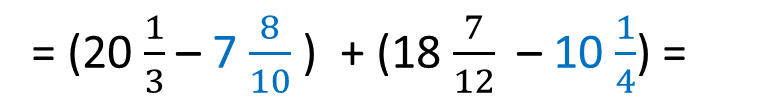 = (20 1/3 − 7 8/10 ) + (18 7/12 − 10 1/4) =